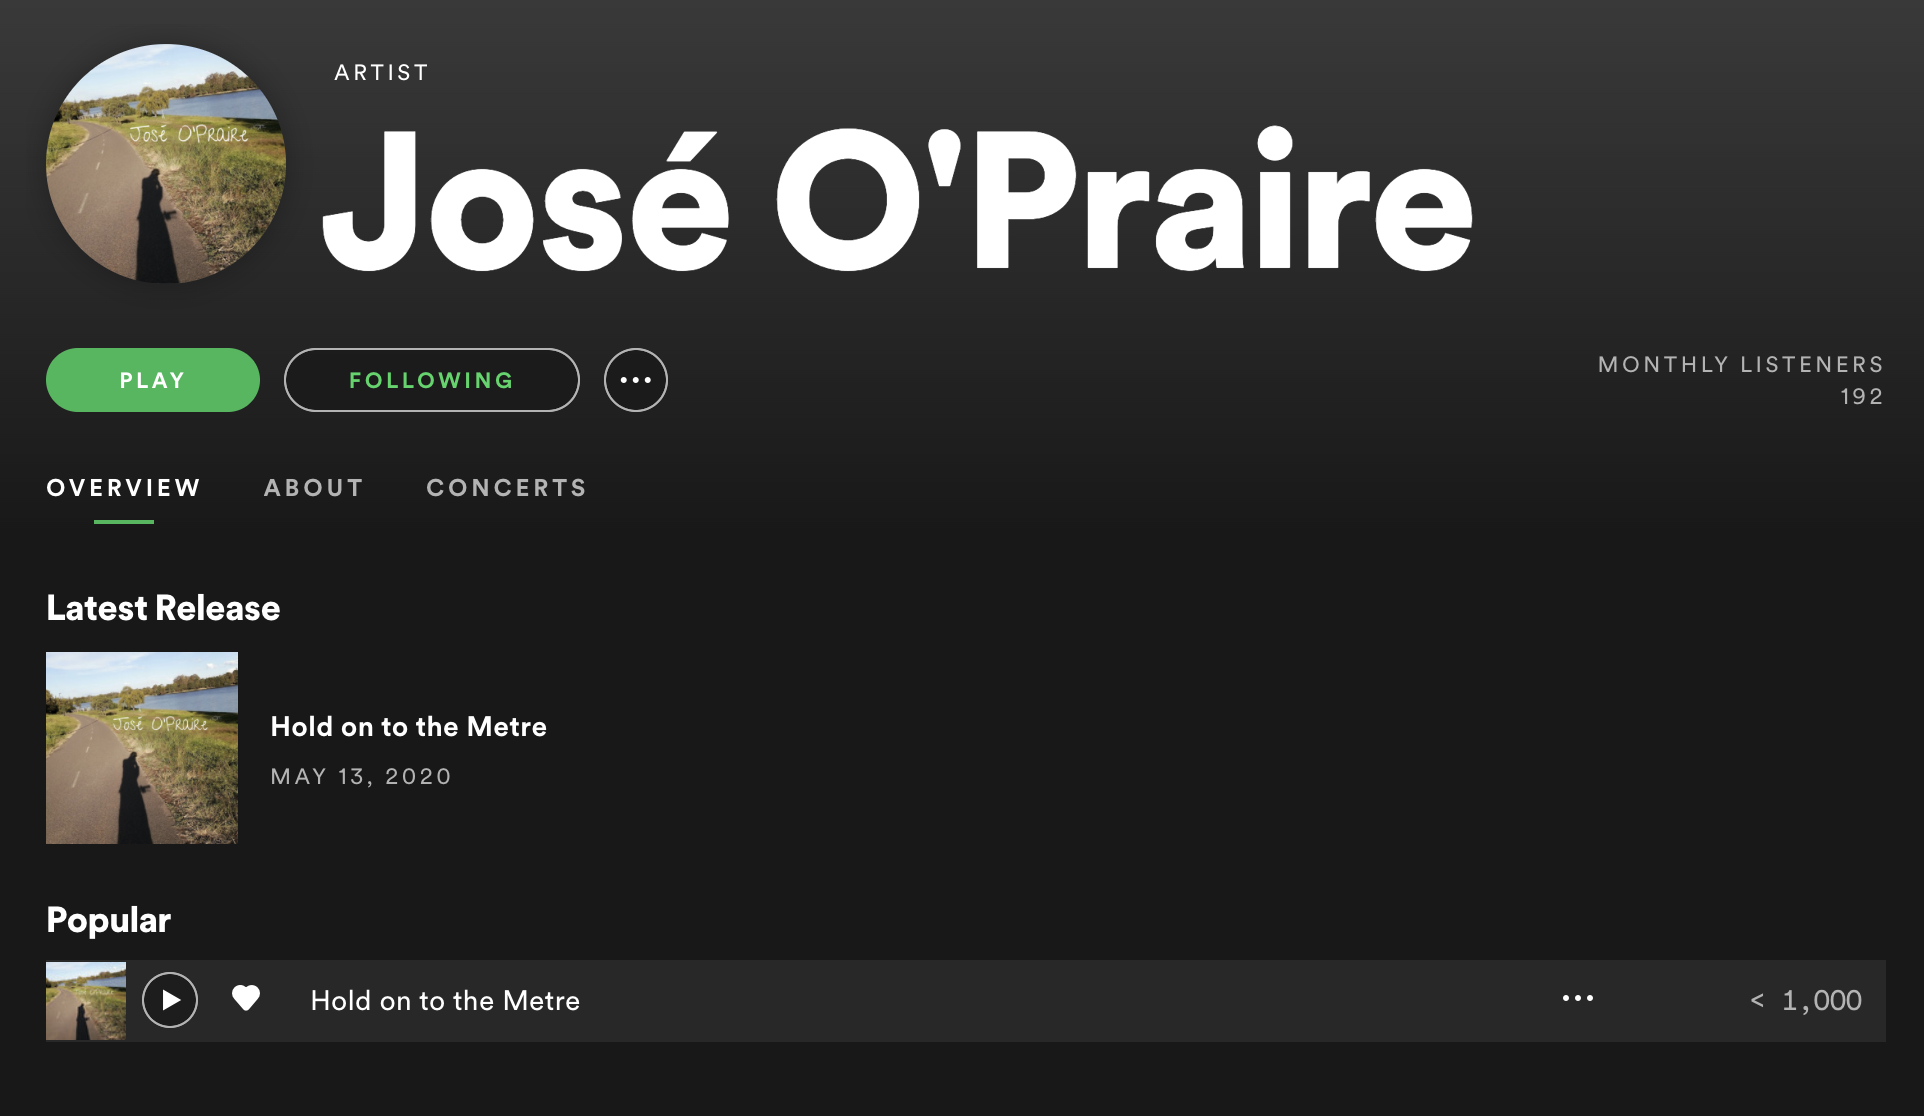 José O'Praire
ARTIST
José O'Praire
PLAY
FOLLOWING
MONTHLY LISTENERS
192
OVERVIEW ABOUT CONCERTS
Latest Release
José O'Praire
Hold on to the Metre
MAY 13, 2020
Popular
Hold on to the Metre
< 1,000